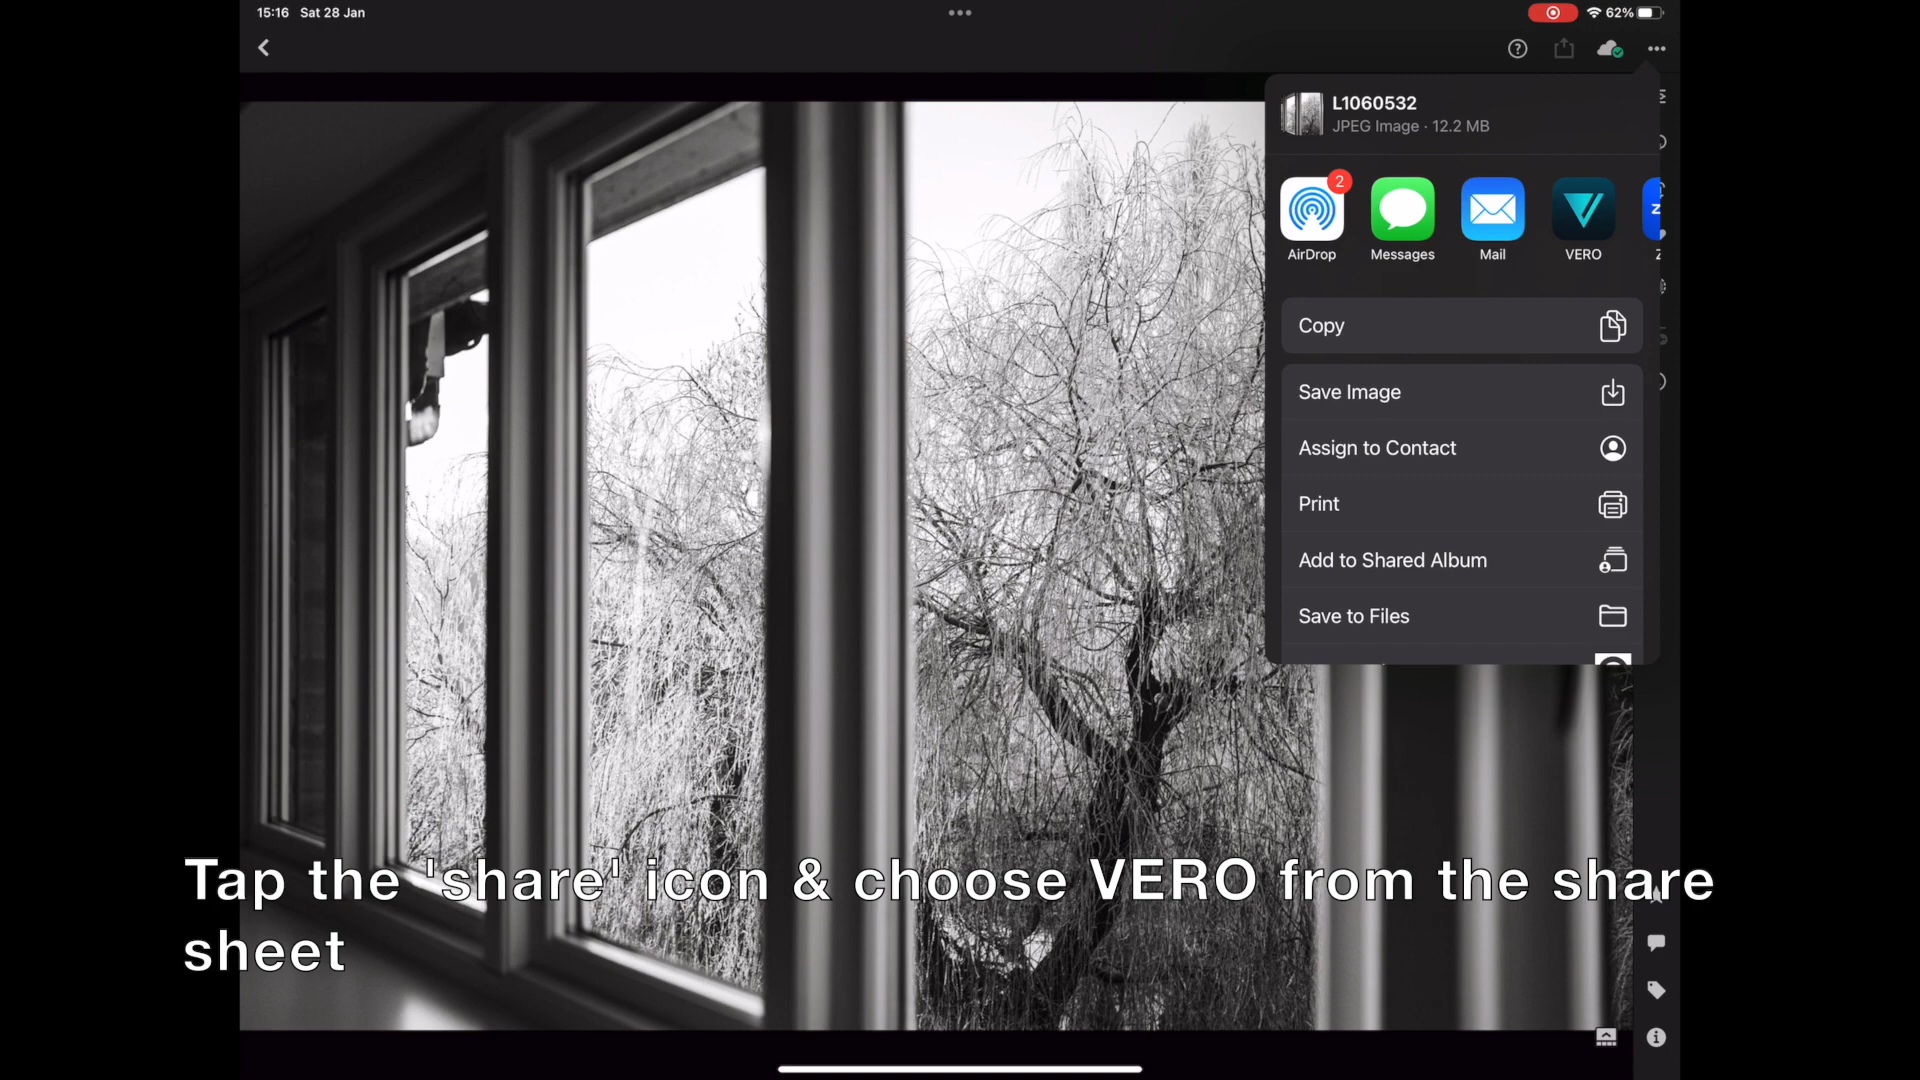 15:16 Sat 28 Jan
62%
L1060532
JPEG Image · 12.2 MB
2
Z
AirDrop
Messages
Mail
VERO
Z
Copy
Save Image
Assign to Contact
Print
Add to Shared Album
Save to Files
Tap the 'share' icon & choose VERO from the share
sheet